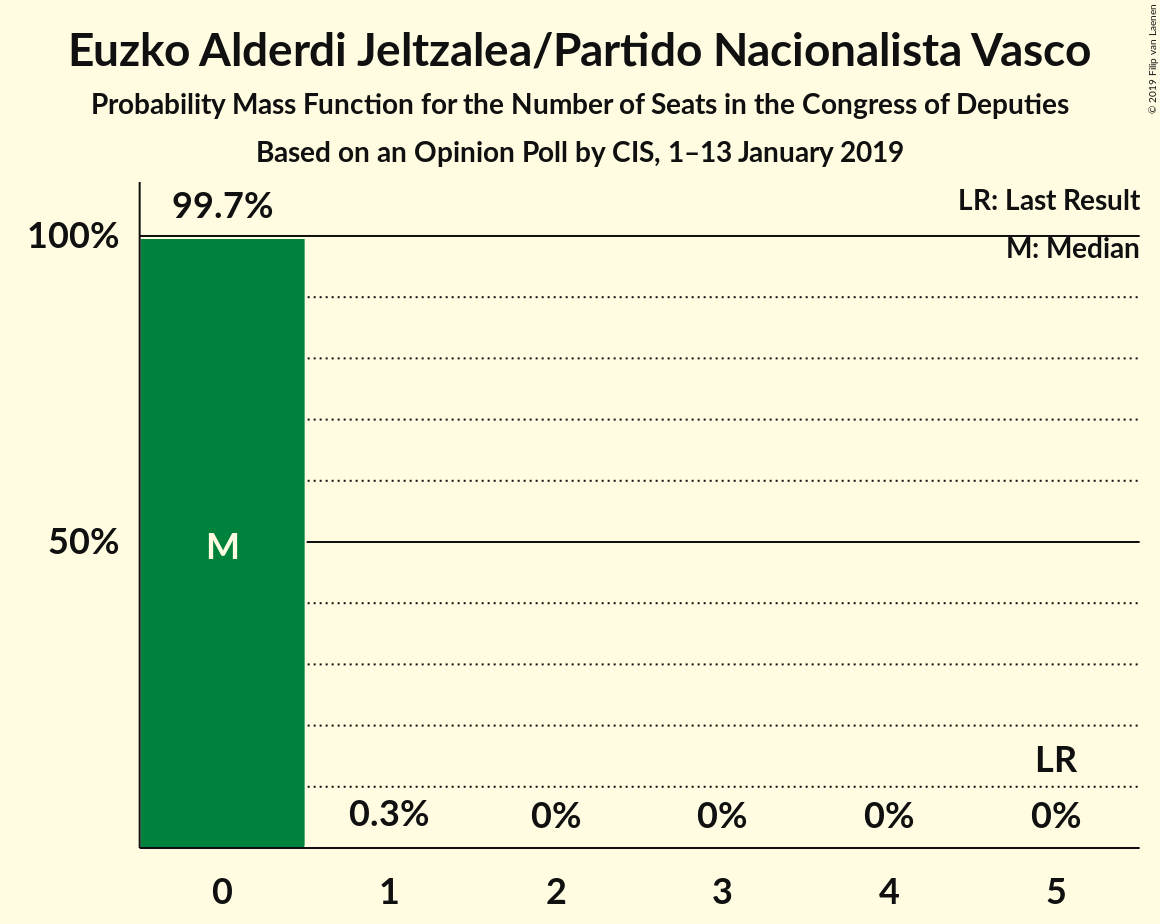 Euzko Alderdi Jeltzalea/Partido Nacionalista Vasco
Probability Mass Function for the Number of Seats in the Congress of Deputies
Based on an Opinion Poll by CIS, 1–13 January 2019
© 2019 Filip van Laenen
LR: Last Result
M: Median
99.7%
100%
50%
M
LR
0.3%
0%
0%
0%
0%
0
1
2
3
4
5